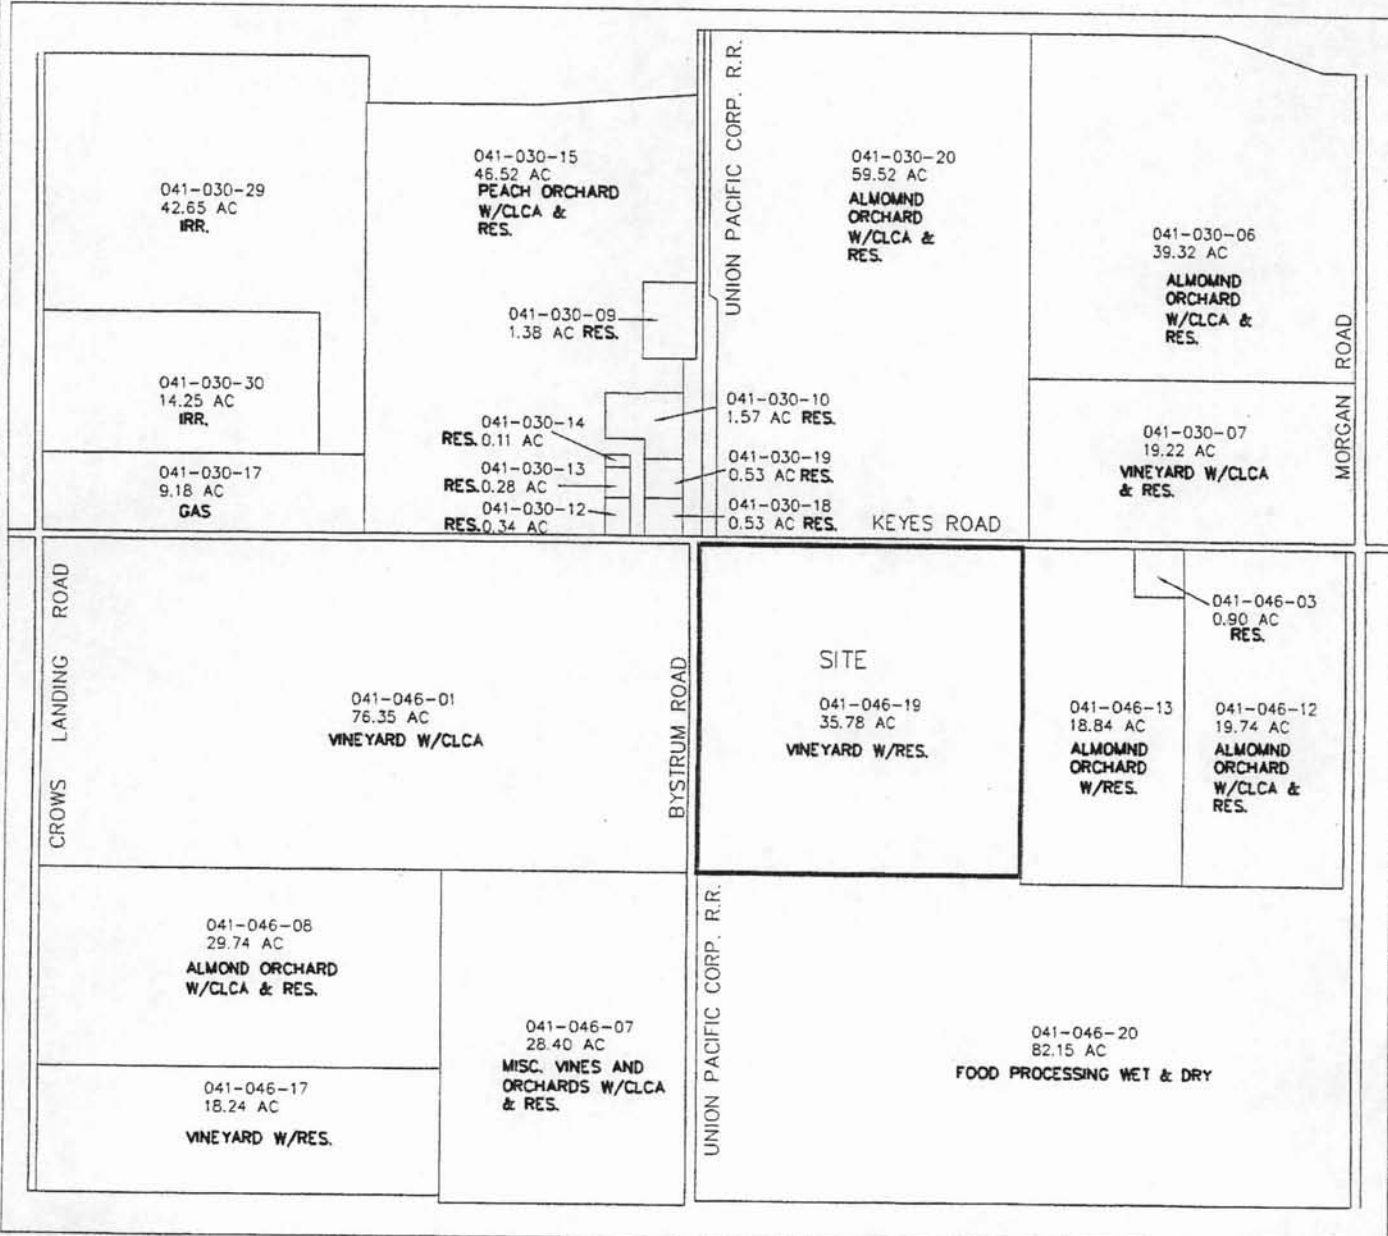 041-030-29
42.65 AC
IRR.
041-030-15
46.52 AC
PEACH ORCHARD
W/CLCA &
RES.
UNION PACIFIC CORP. R.R.
041-030-20
59.52 AC
ALMOMND
ORCHARD
W/CLCA &
RES.
041-030-06
39.32 AC
ALMOMND
ORCHARD
W/CLCA &
RES.
041-030-09
1.38 AC RES.
MORGAN ROAD
041-030-30
14.25 AC
IRR.
041-030-10
1.57 AC RES.
041-030-14
RES. 0.11 AC
041-030-07
19.22 AC
VINEYARD W/CLCA
& RES.
041-030-17
9.18 AC
GAS
041-030-13
RES. 0.28 AC
041-030-19
0.53 AC RES.
041-030-12
RES. 0.34 AC
041-030-18
0.53 AC RES.
KEYES ROAD
CROWS LANDING ROAD
041-046-01
76.35 AC
VINEYARD W/CLCA
BYSTRUM ROAD
SITE
041-046-19
35.78 AC
VINEYARD W/RES.
041-046-03
0.90 AC
RES.
041-046-13
18.84 AC
ALMOMND
ORCHARD
W/RES.
041-046-12
19.74 AC
ALMOMND
ORCHARD
W/CLCA &
RES.
041-046-08
29.74 AC
ALMOND ORCHARD
W/CLCA & RES.
041-046-07
28.40 AC
MISC. VINES AND
ORCHARDS W/CLCA
& RES.
UNION PACIFIC CORP. R.R.
041-046-20
82.15 AC
FOOD PROCESSING WET & DRY
041-046-17
18.24 AC
VINEYARD W/RES.